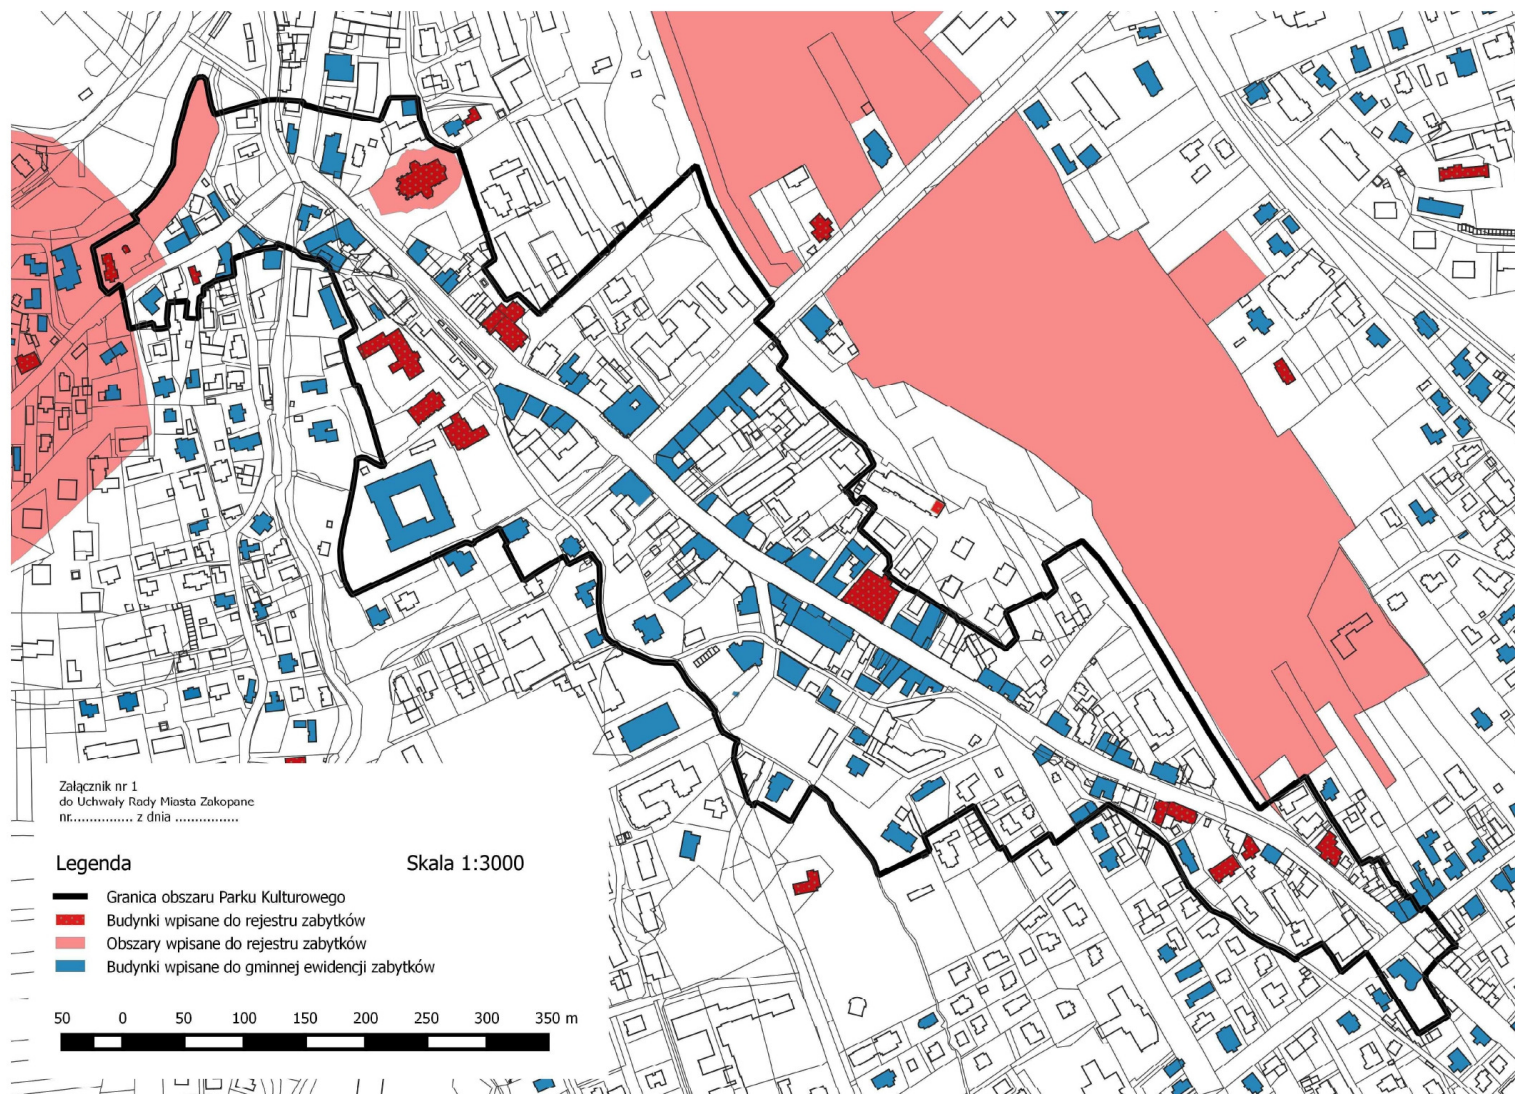 Załącznik nr 1
do Uchwały Rady Miasta Zakopane
nr............... z dnia ...............
Legenda
Skala 1:3000
Granica obszaru Parku Kulturowego
Budynki wpisane do rejestru zabytków
Obszary wpisane do rejestru zabytków
Budynki wpisane do gminnej ewidencji zabytków
50 0 50 100 150 200 250 300 350 m